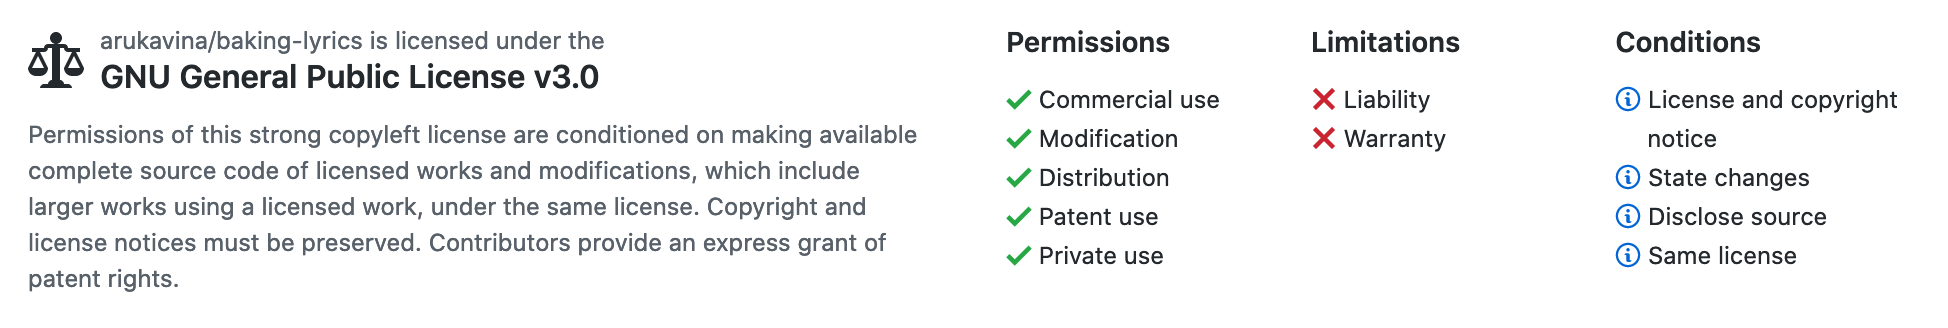 arukavina/baking-lyrics is licensed under the
GNU General Public License v3.0
Permissions of this strong copyleft license are conditioned on making available
complete source code of licensed works and modifications, which include
larger works using a licensed work, under the same license. Copyright and
license notices must be preserved. Contributors provide an express grant of
patent rights.
Permissions
Commercial use
Modification
Distribution
Patent use
Private use
Limitations
Liability
Warranty
Conditions
License and copyright
notice
State changes
Disclose source
Same license